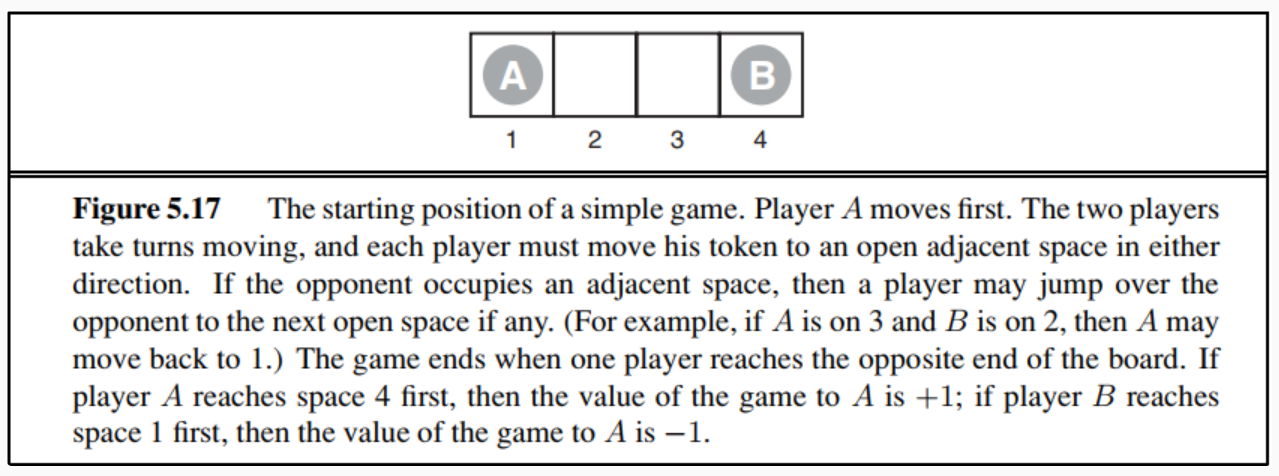 A B
1 2 3 4
Figure 5.17 The starting position of a simple game. Player A moves first. The two players
take turns moving, and each player must move his token to an open adjacent space in either
direction. If the opponent occupies an adjacent space, then a player may jump over the
opponent to the next open space if any. (For example, if A is on 3 and B is on 2, then A may
move back to 1.) The game ends when one player reaches the opposite end of the board. If
player A reaches space 4 first, then the value of the game to A is +1; if player B reaches
space 1 first, then the value of the game to A is −1.